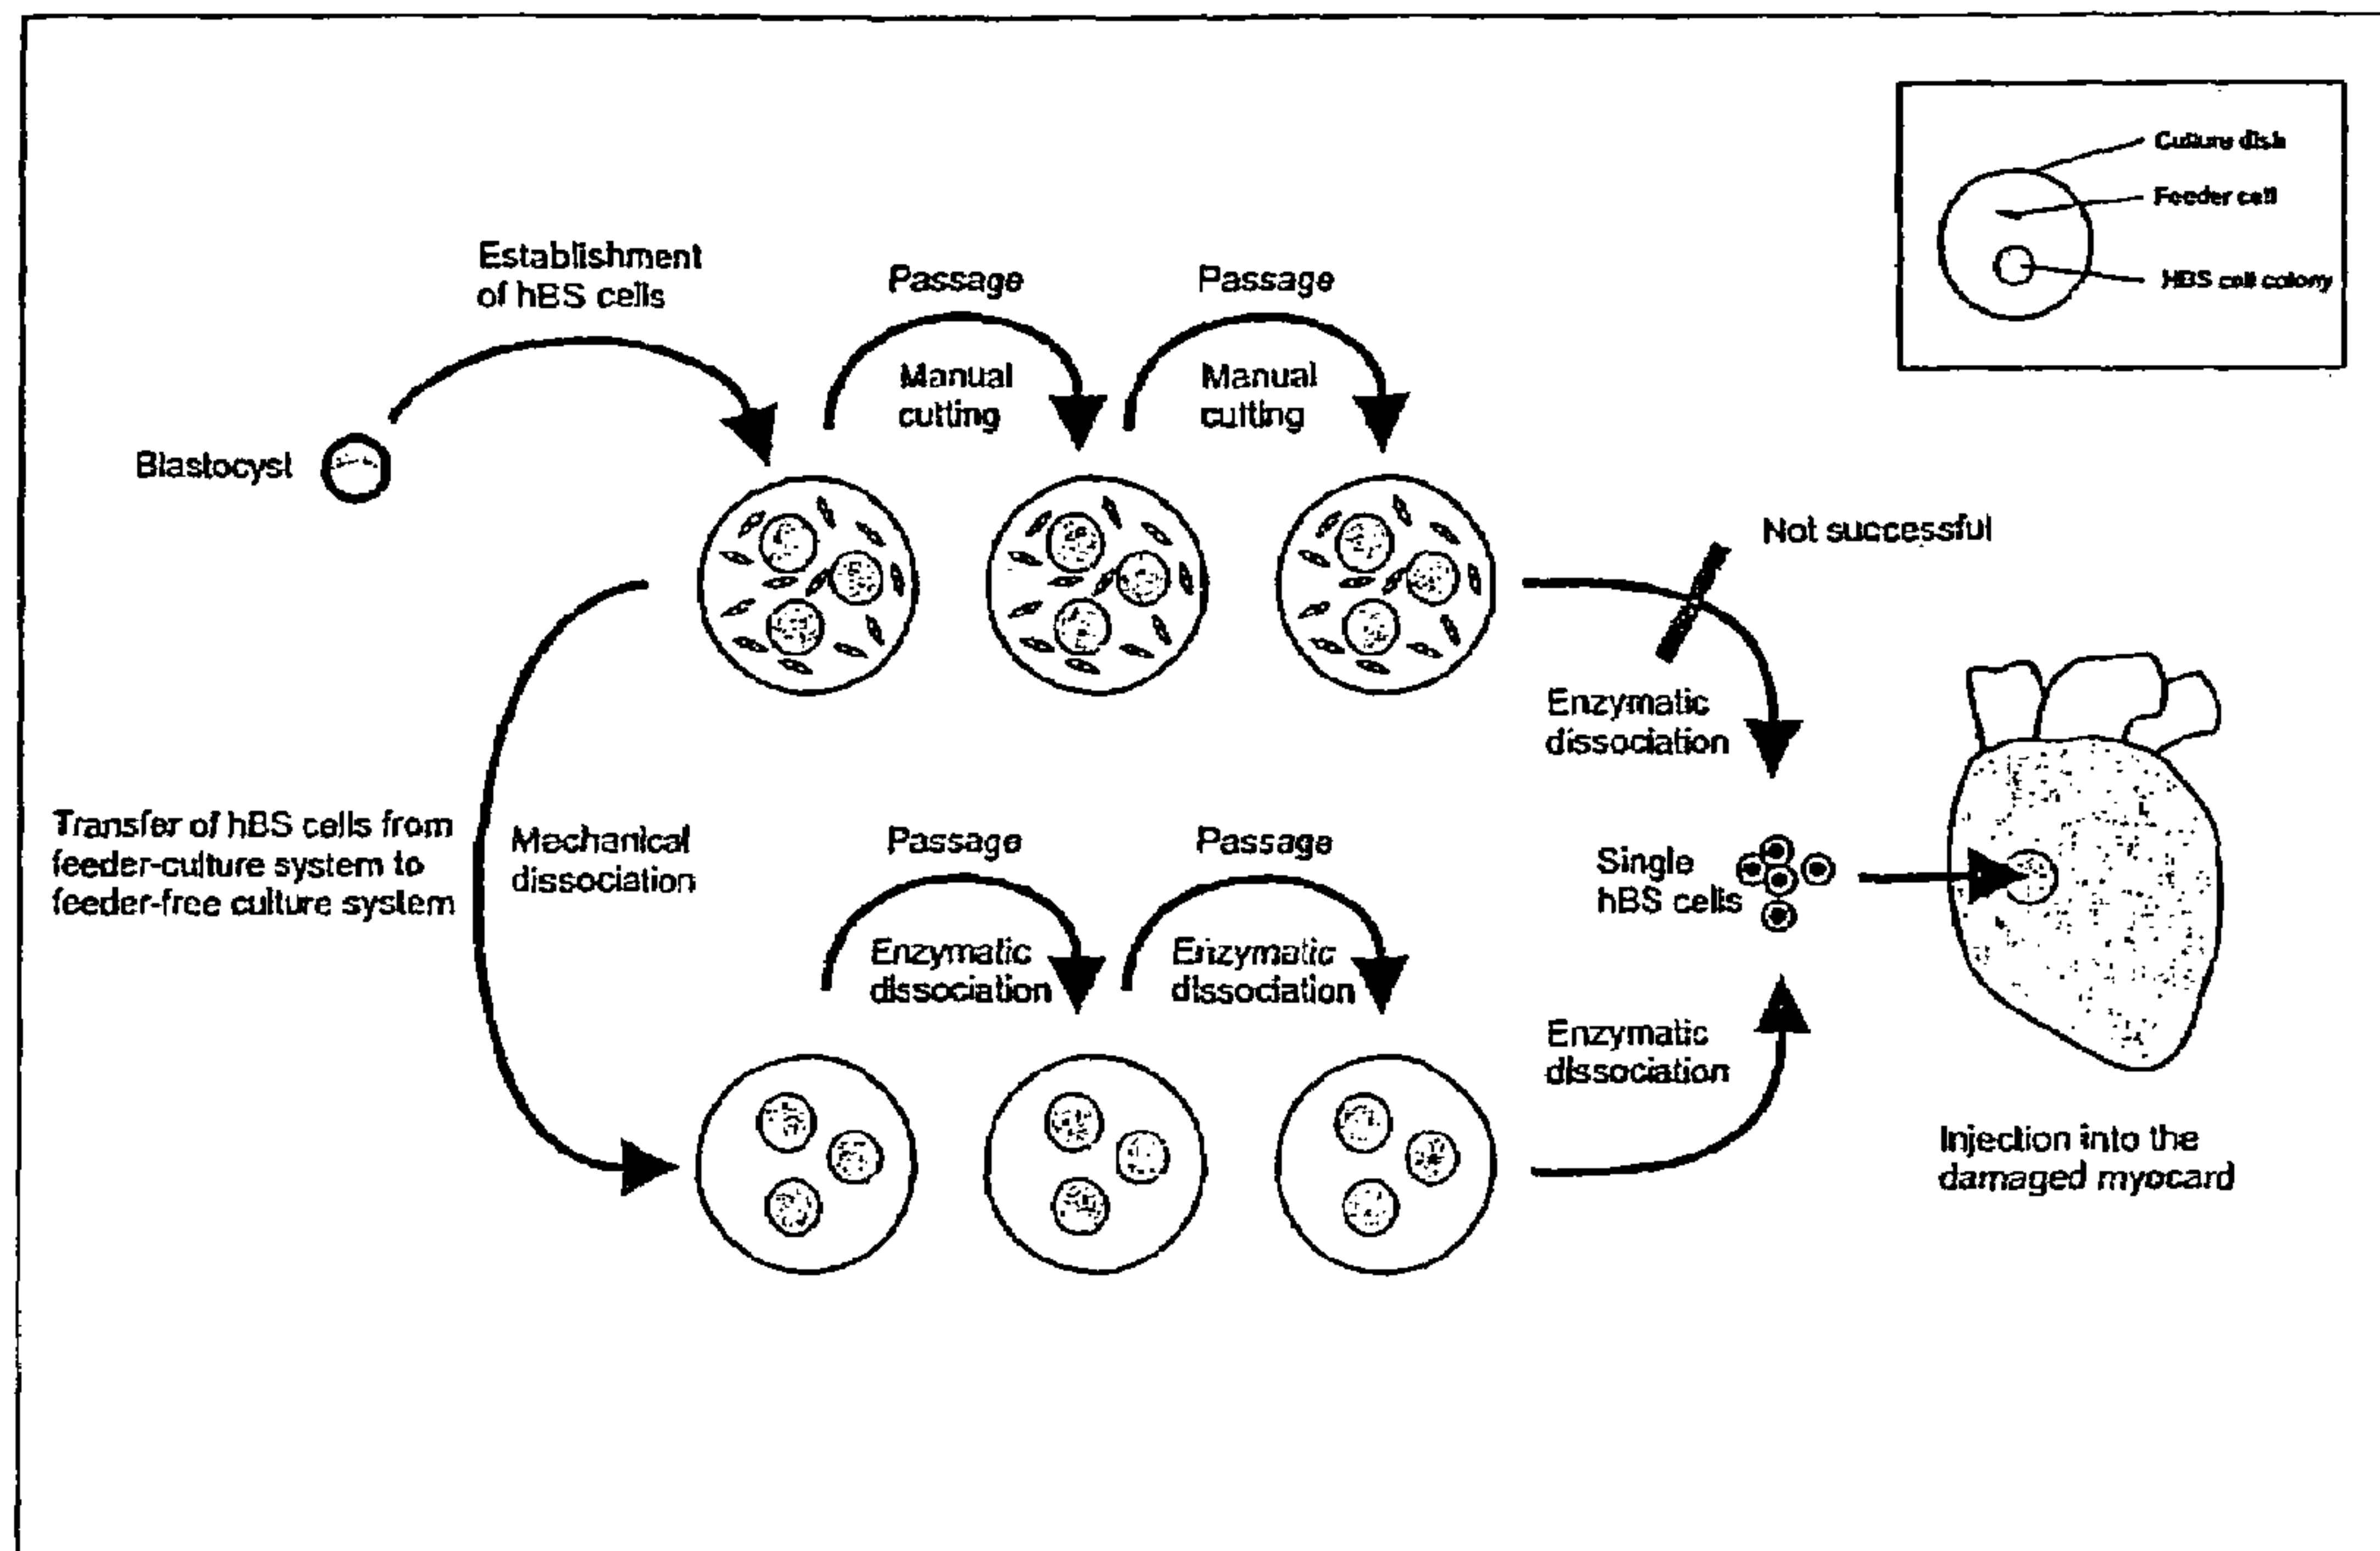 Culture dish
Feeder cell
HBS cell colony
Establishment
of hBS cells
Passage
Passage
Manual
cutting
Manual
cutting
Blastocyst
Not successful
Enzymatic
dissociation
Transfer of hBS cells from
feeder-culture system to
feeder-free culture system
Mechanical
dissociation
Passage
Passage
Enzymatic
dissociation
Enzymatic
dissociation
Single
hBS cells
Enzymatic
dissociation
Injection into the
damaged myocard